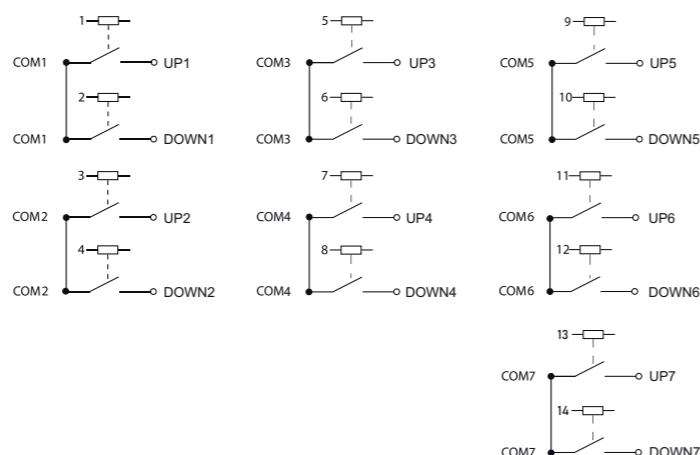 1
COM1 UP1
2
COM1 DOWN1
3
COM2 UP2
4
COM2 DOWN2
5
COM3 UP3
6
COM3 DOWN3
7
COM4 UP4
8
COM4 DOWN4
9
COM5 UP5
10
COM5 DOWN5
11
COM6 UP6
12
COM6 DOWN6
13
COM7 UP7
14
COM7 DOWN7